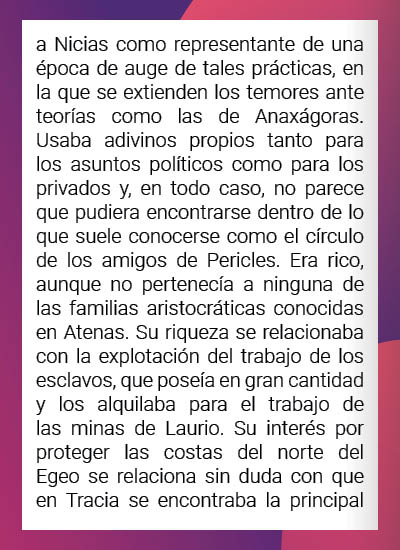 a Nicias como representante de una
época de auge de tales prácticas, en
la que se extienden los temores ante
teorías como las de Anaxágoras.
Usaba adivinos propios tanto para
los asuntos políticos como para los
privados y, en todo caso, no parece
que pudiera encontrarse dentro de lo
que suele conocerse como el círculo
de los amigos de Pericles. Era rico,
aunque no pertenecía a ninguna de
las familias aristocráticas conocidas
en Atenas. Su riqueza se relacionaba
con la explotación del trabajo de los
esclavos, que poseía en gran cantidad
y los alquilaba para el trabajo de
las minas de Laurio. Su interés por
proteger las costas del norte del
Egeo se relaciona sin duda con que
en Tracia se encontraba la principal